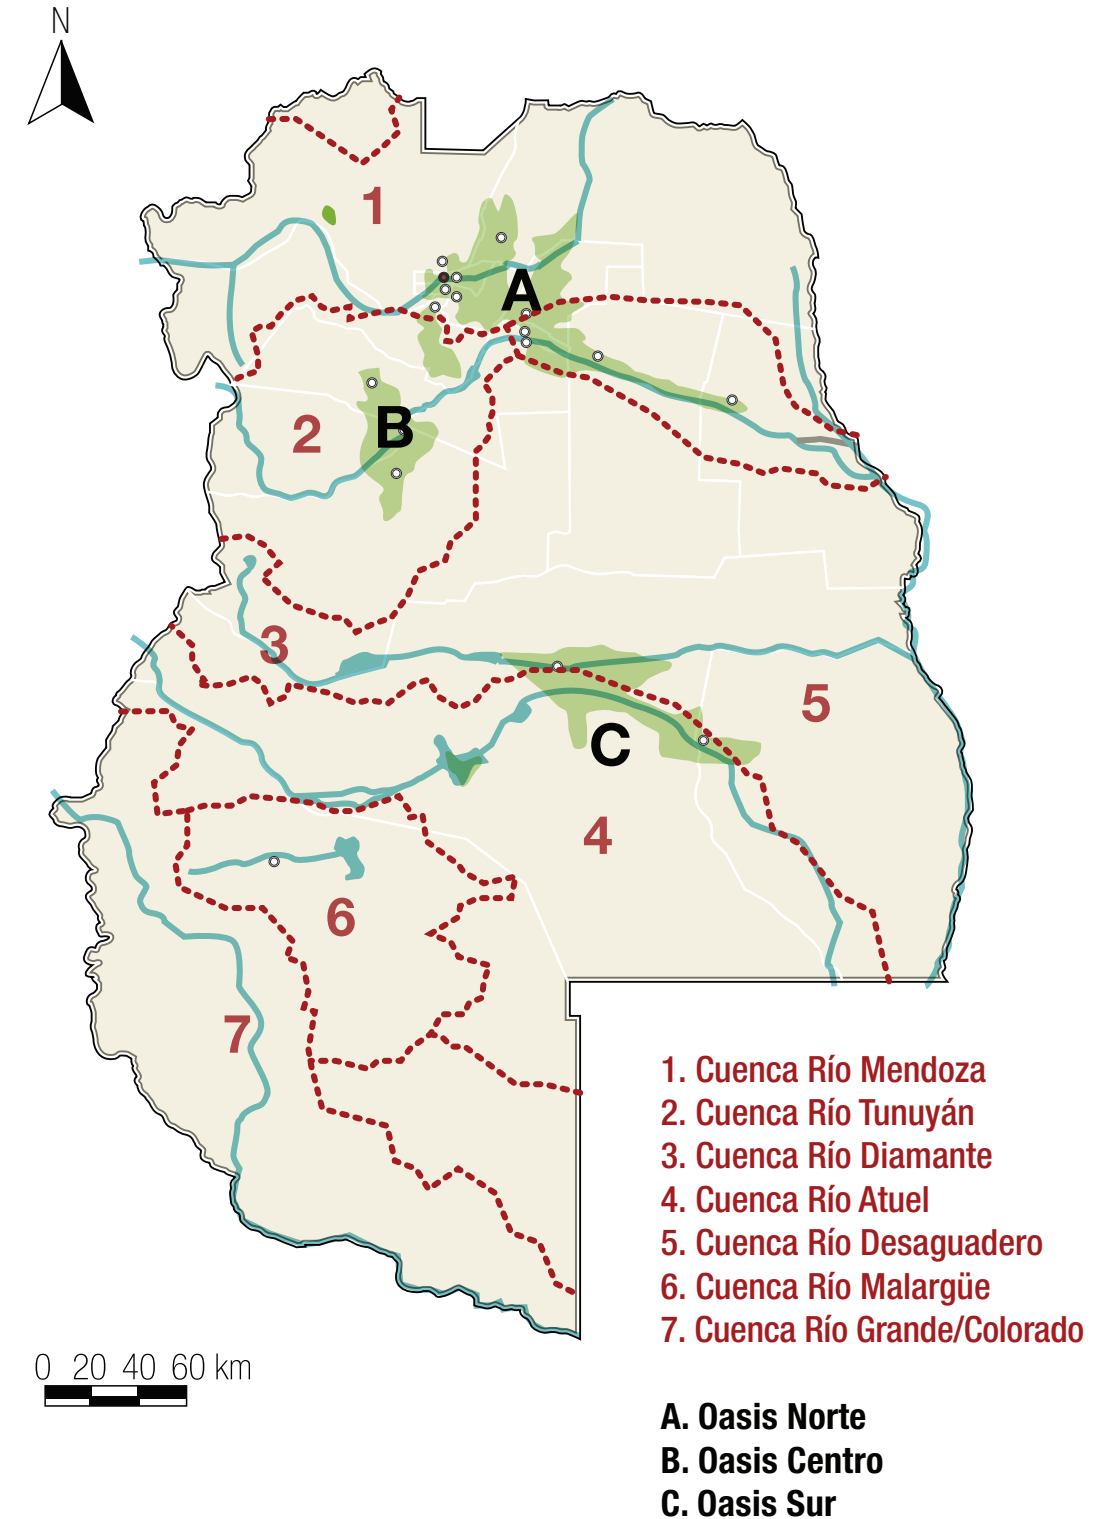 N
1
A
2
B
3
5
C
4
6
7
1. Cuenca Río Mendoza
2. Cuenca Río Tunuyán
3. Cuenca Río Diamante
4. Cuenca Río Atuel
5. Cuenca Río Desaguadero
6. Cuenca Río Malargüe
7. Cuenca Río Grande/Colorado
0 20 40 60 km
A. Oasis Norte
B. Oasis Centro
C. Oasis Sur